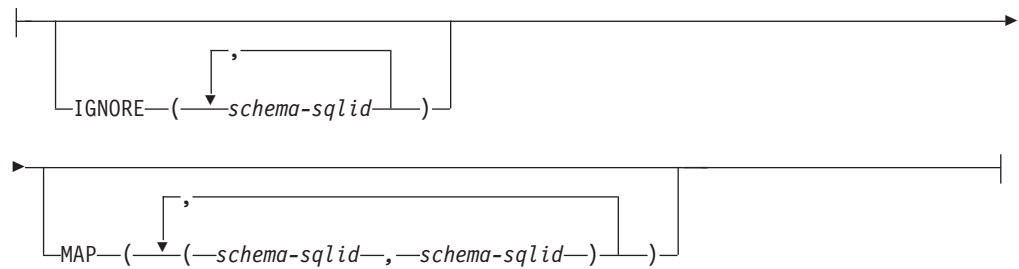 ,
IGNORE ( schema-sqlid )
,
MAP ( ( schema-sqlid , schema-sqlid ) )